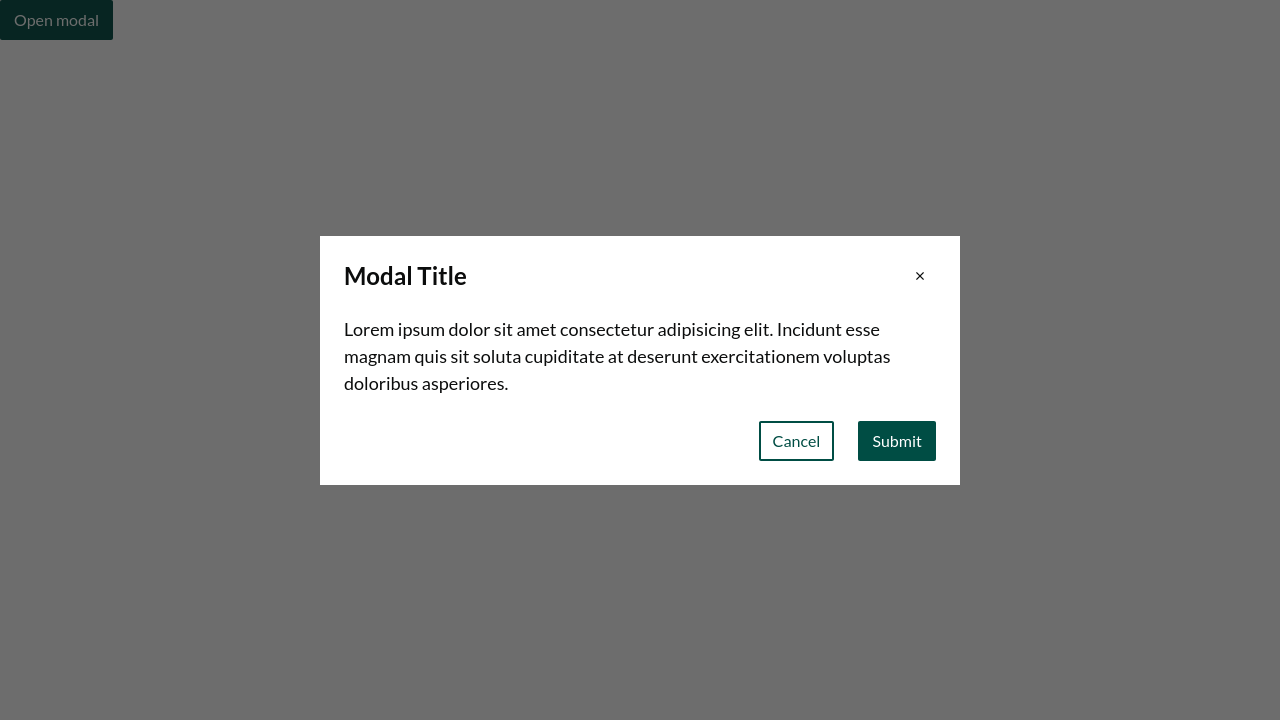 Open modal
Modal Title
×
Lorem ipsum dolor sit amet consectetur adipisicing elit. Incidunt esse
magnam quis sit soluta cupiditate at deserunt exercitationem voluptas
doloribus asperiores.
Cancel
Submit